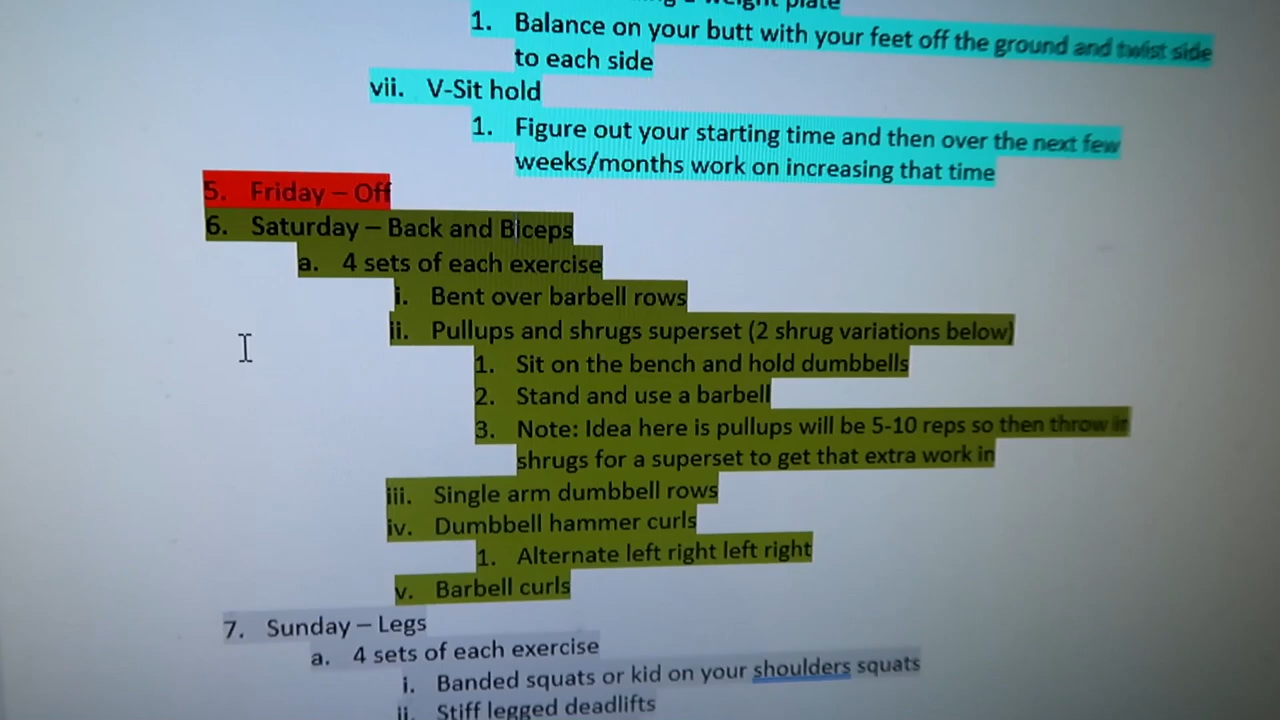 weight plate
1. Balance on your butt with your feet off the ground and twist side
to each side
vii. V-Sit hold
1. Figure out your starting time and then over the next few
weeks/months work on increasing that time
5. Friday – Off
6. Saturday – Back and Biceps
a. 4 sets of each exercise
i. Bent over barbell rows
ii. Pullups and shrugs superset (2 shrug variations below)
1. Sit on the bench and hold dumbbells
2. Stand and use a barbell
3. Note: Idea here is pullups will be 5-10 reps so then throw in
shrugs for a superset to get that extra work in
iii. Single arm dumbbell rows
iv. Dumbbell hammer curls
1. Alternate left right left right
v. Barbell curls
7. Sunday – Legs
a. 4 sets of each exercise
i. Banded squats or kid on your shoulders squats
ii. Stiff legged deadlifts